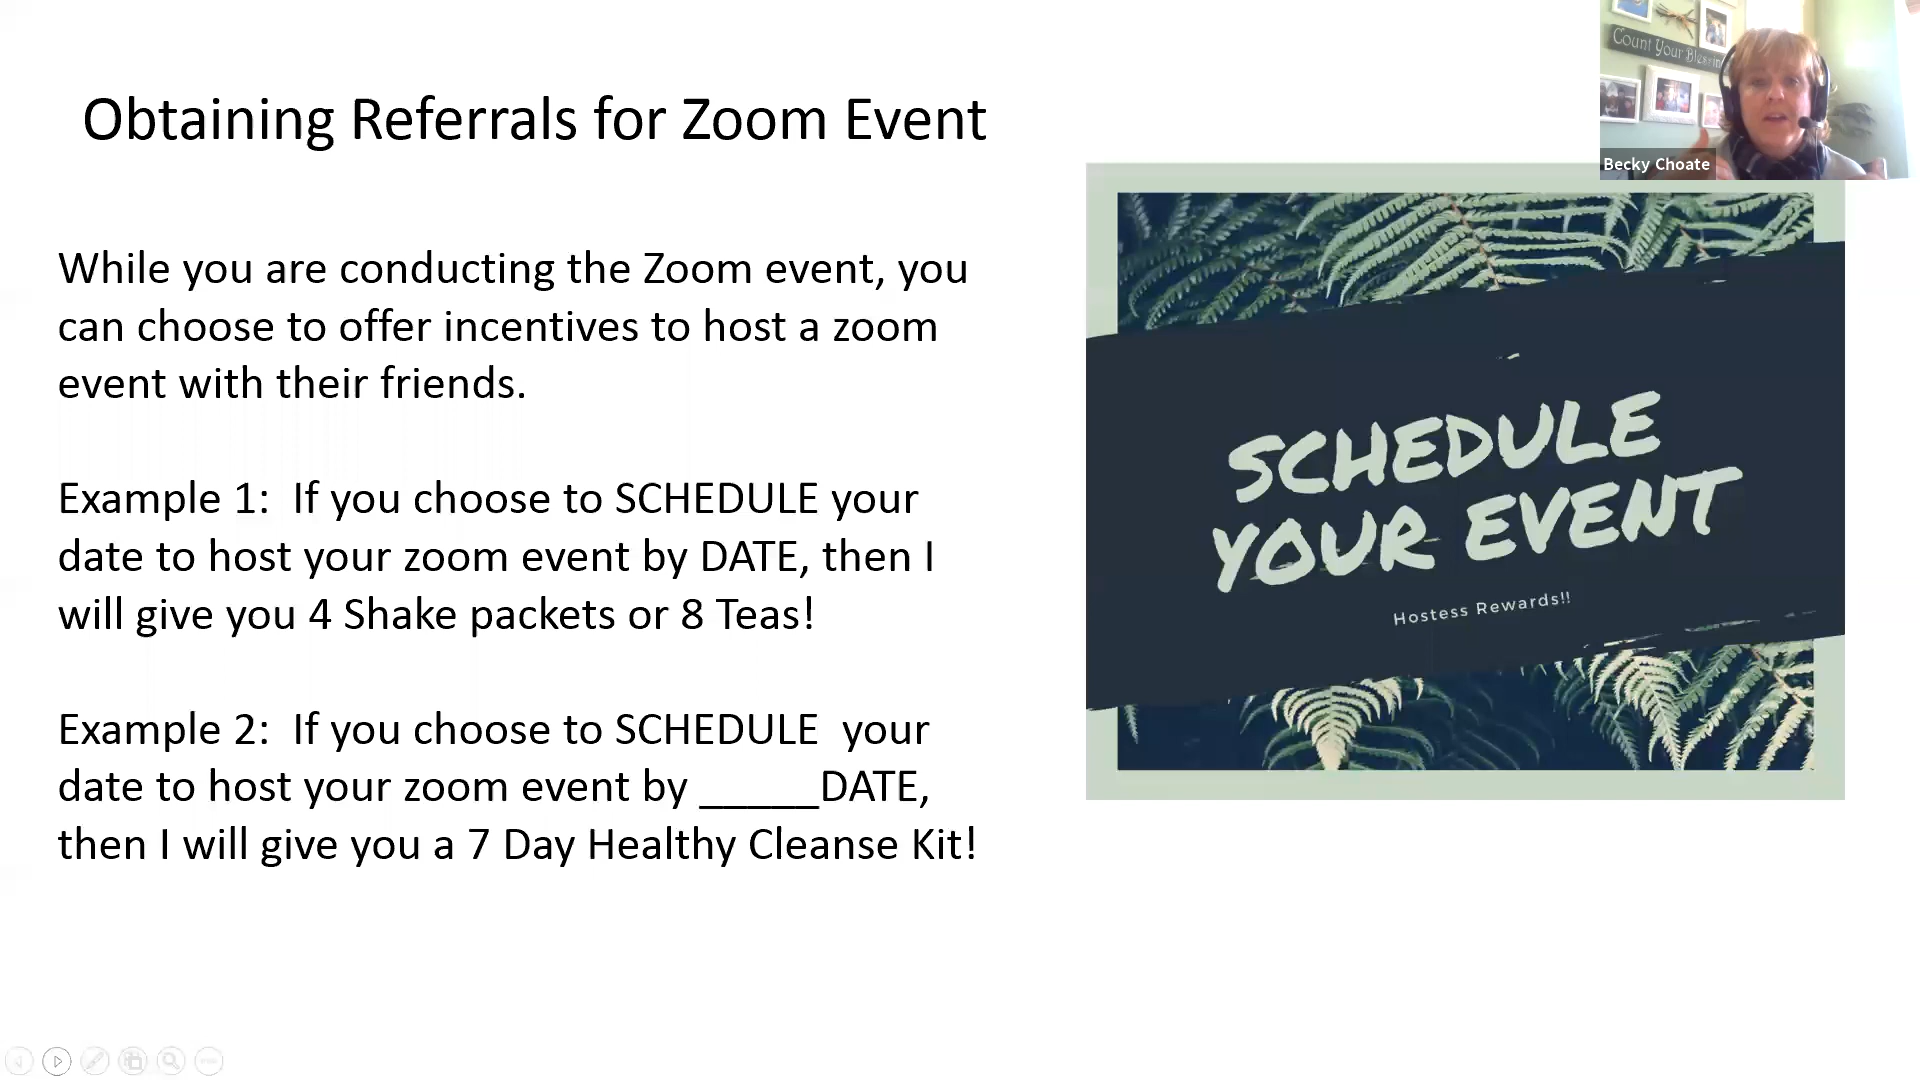 Obtaining Referrals for Zoom Event
While you are conducting the Zoom event, you
can choose to offer incentives to host a zoom
event with their friends.
Example 1:  If you choose to SCHEDULE your
date to host your zoom event by DATE, then I
will give you 4 Shake packets or 8 Teas!
Example 2:  If you choose to SCHEDULE  your
date to host your zoom event by _____DATE,
then I will give you a 7 Day Healthy Cleanse Kit!
Count Your Blessin
Becky Choate
SCHEDULE
YOUR EVENT
Hostess Rewards!!